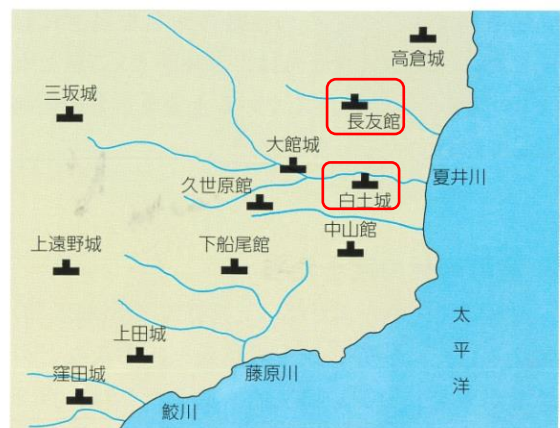 高倉城
三坂城
長友館
大館城
夏井川
久世原館
白土城
中山館
上遠野城
下船尾館
太平洋
上田城
藤原川
窪田城
鮫川